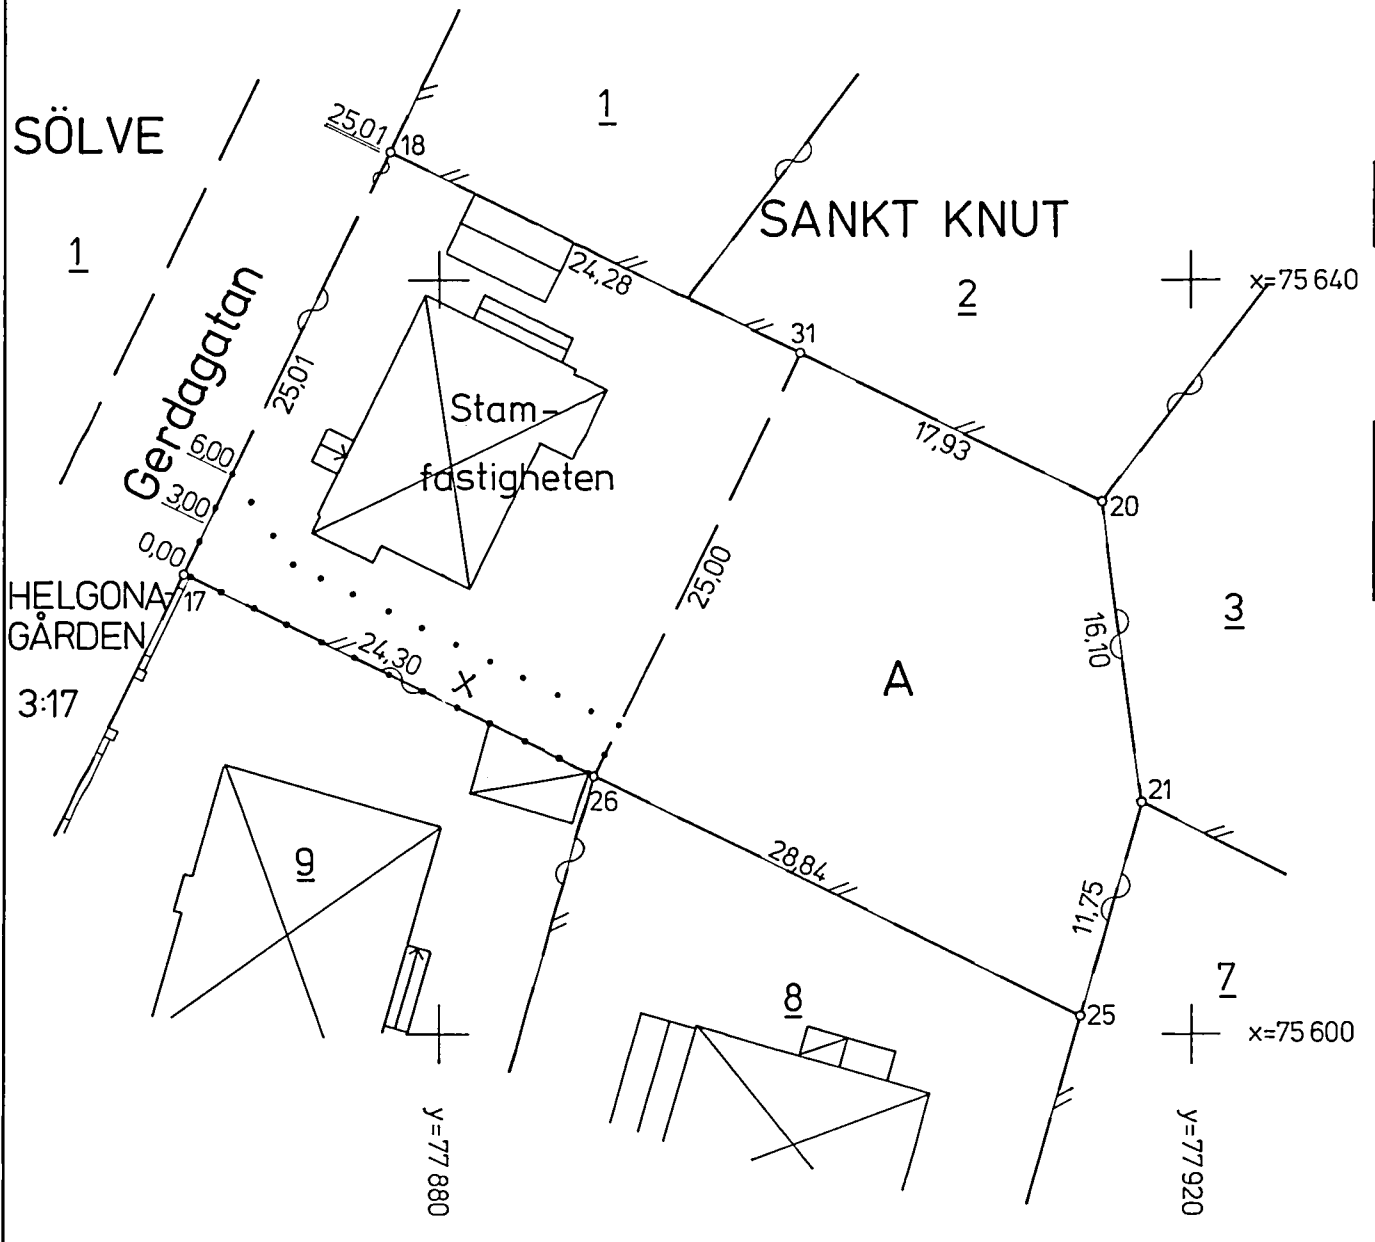 SÖLVE
1
25,01
18
1
SANKT KNUT
2
x=75 640
24,28
31
Gerdagatan
25,01
Stam-
fastigheten
17,93
20
6,00
3,00
0,00
17
HELGONA-
GÅRDEN
3:17
25,00
16,10
3
24,30
X
A
26
21
9
28,84
11,75
8
7
25
x=75 600
y=77 880
y=77 920